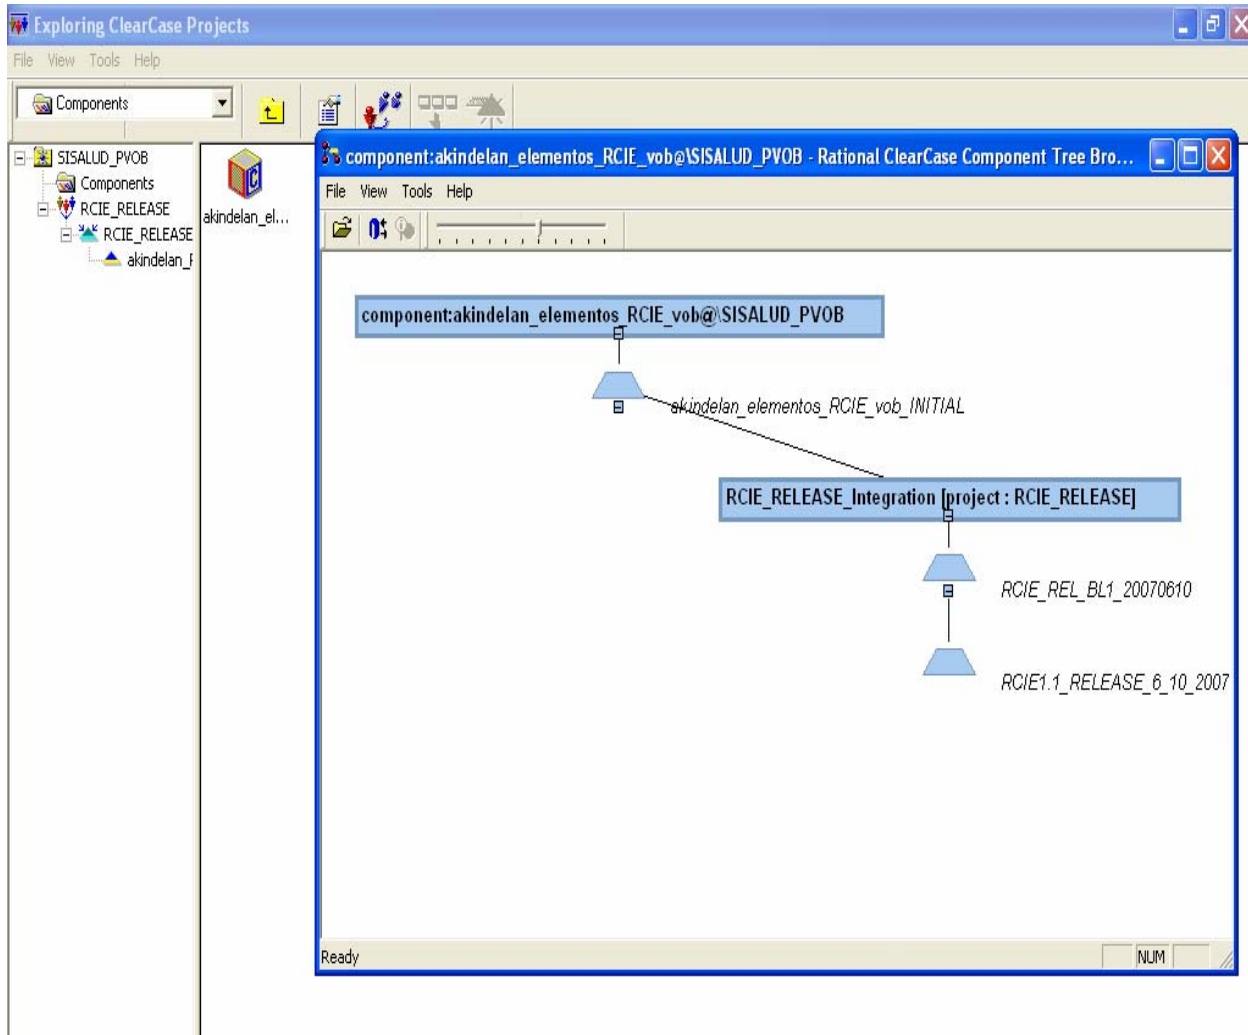 Exploring ClearCase Projects
File View Tools Help
Components
SISALUD_PVOB
Components
RCIE_RELEASE
RCIE_RELEASE
akindelan_F
akindelan_el...
component:akindelan_elementos_RCIE_vob@\SISALUD_PVOB - Rational ClearCase Component Tree Bro...
File View Tools Help
component:akindelan_elementos_RCIE_vob@\SISALUD_PVOB
akindelan_elementos_RCIE_vob_INITIAL
RCIE_RELEASE_Integration [project : RCIE_RELEASE]
RCIE_REL_BL1_20070610
RCIE1.1_RELEASE_6_10_2007
Ready
NUM